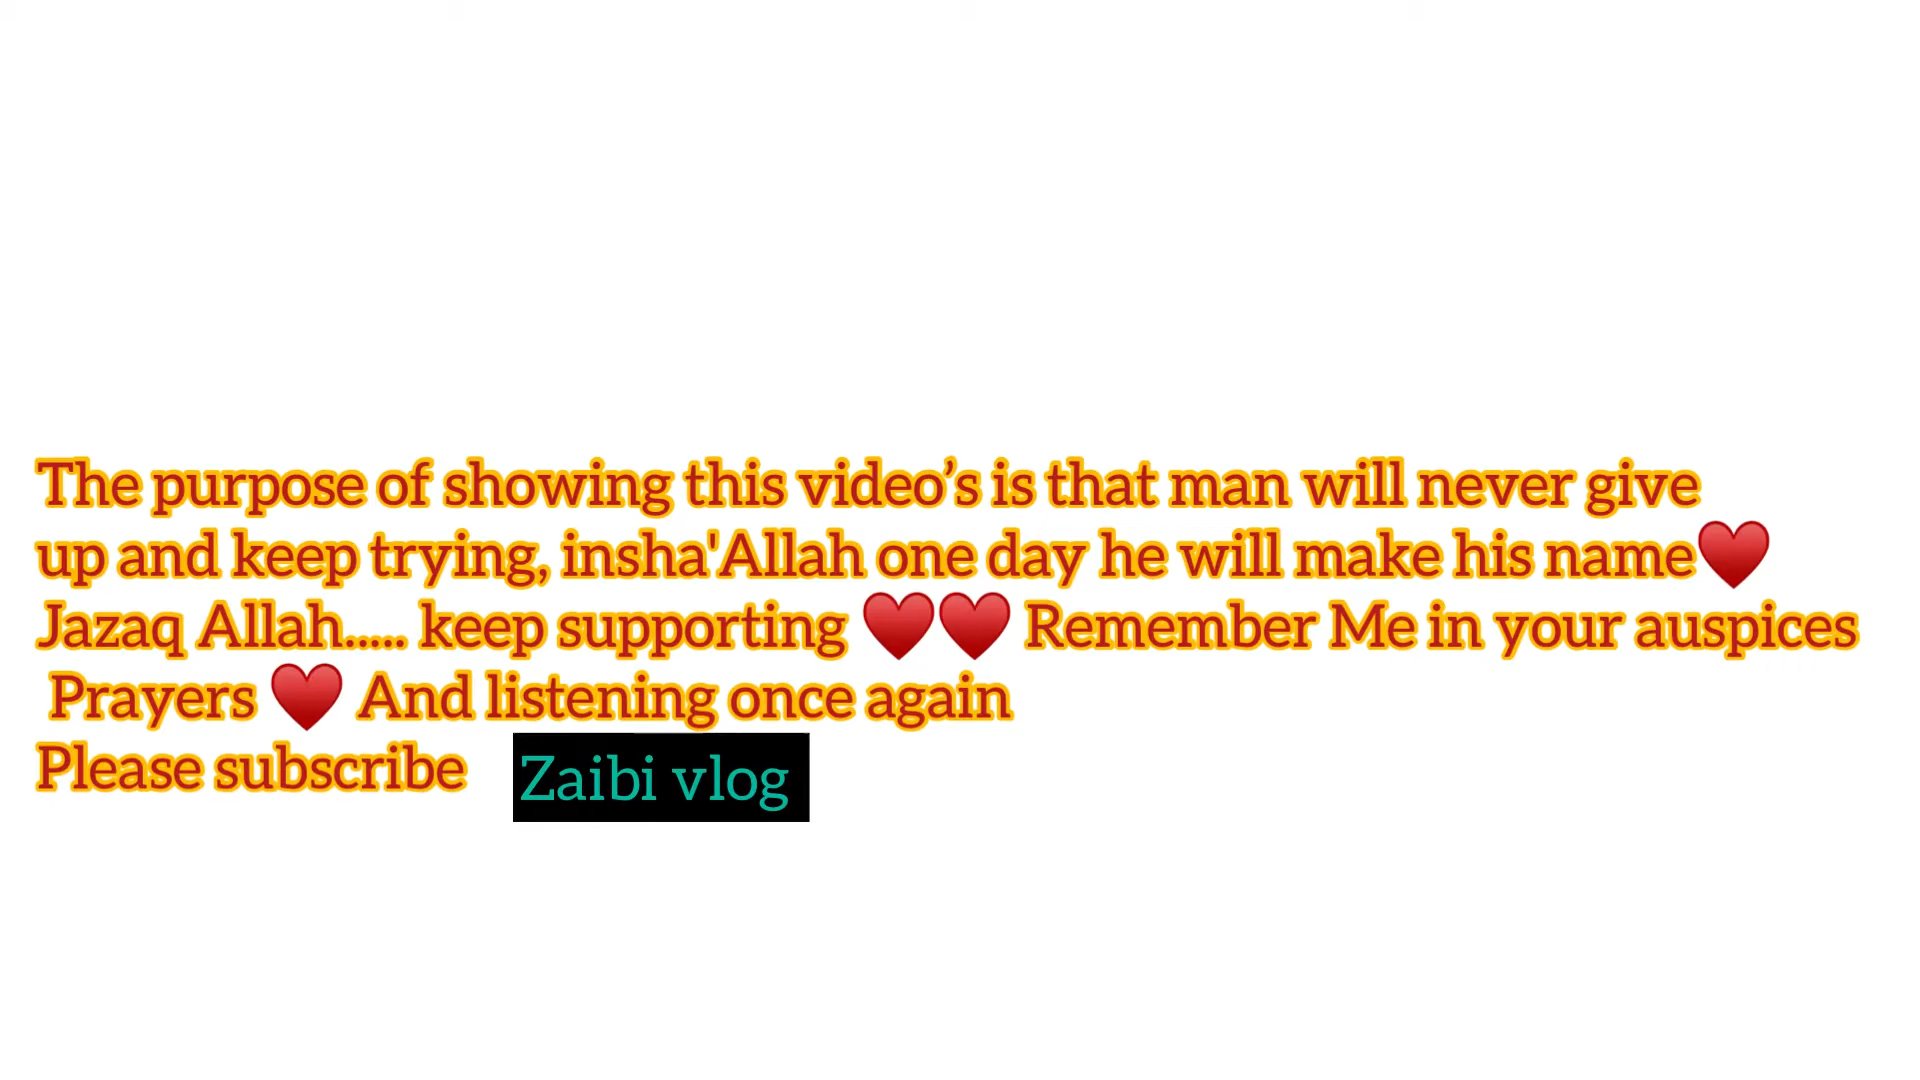 The purpose of showing this video’s is that man will never give
up and keep trying, insha'Allah one day he will make his name♥
Jazaq Allah..... keep supporting ♥♥ Remember Me in your auspices
Prayers ♥ And listening once again
Please subscribe Zaibi vlog